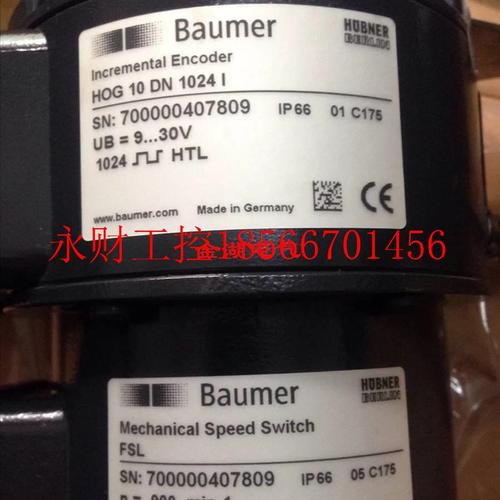 Baumer
HÜBNER
BERLIN
Incremental Encoder
HOG 10 DN 1024 I
SN: 700000407809 IP66 01 C175
UB = 9...30V
1024 HTL
www.baumer.com Made in Germany CE
永财工控18666701456
Baumer
HÜBNER
BERLIN
Mechanical Speed Switch
FSL
SN: 700000407809 IP66 05 C175